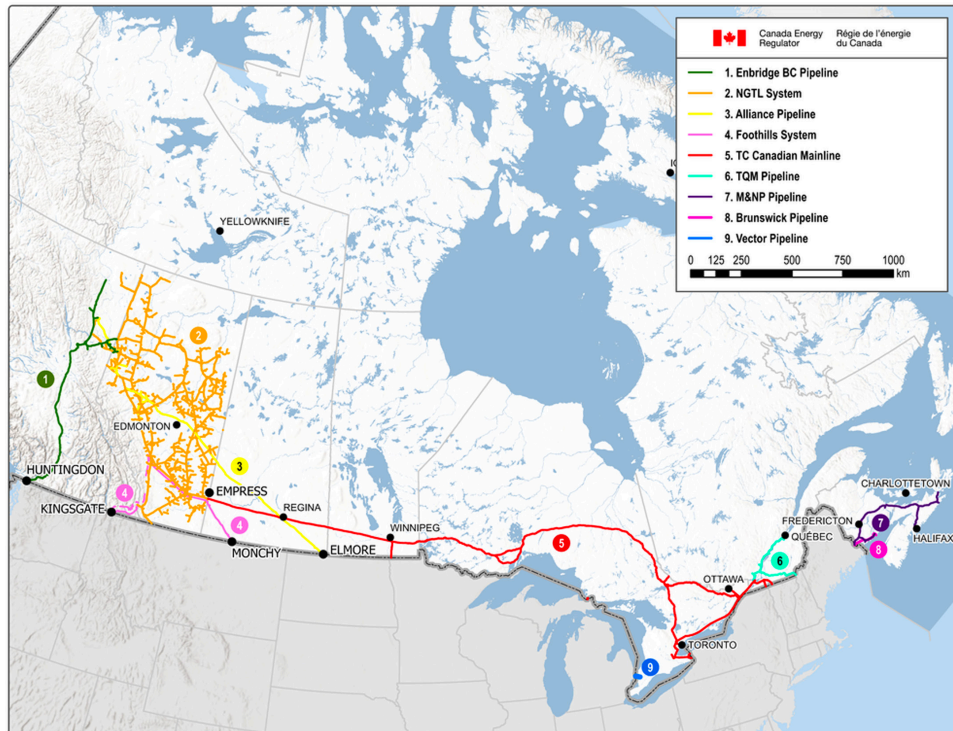 Canada Energy Regulator
Régie de l'énergie du Canada
1. Enbridge BC Pipeline
2. NGTL System
3. Alliance Pipeline
4. Foothills System
5. TC Canadian Mainline
6. TQM Pipeline
7. M&NP Pipeline
8. Brunswick Pipeline
9. Vector Pipeline
0 125 250 500 750 1000
km
YELLOWKNIFE
2
1
EDMONTON
3
HUNTINGDON
4
EMPRESS
KINGSGATE
REGINA
4
MONCHY
ELMORE
WINNIPEG
5
CHARLOTTETOWN
FREDERICTON
7
QUÉBEC
HALIFAX
8
6
OTTAWA
TORONTO
9